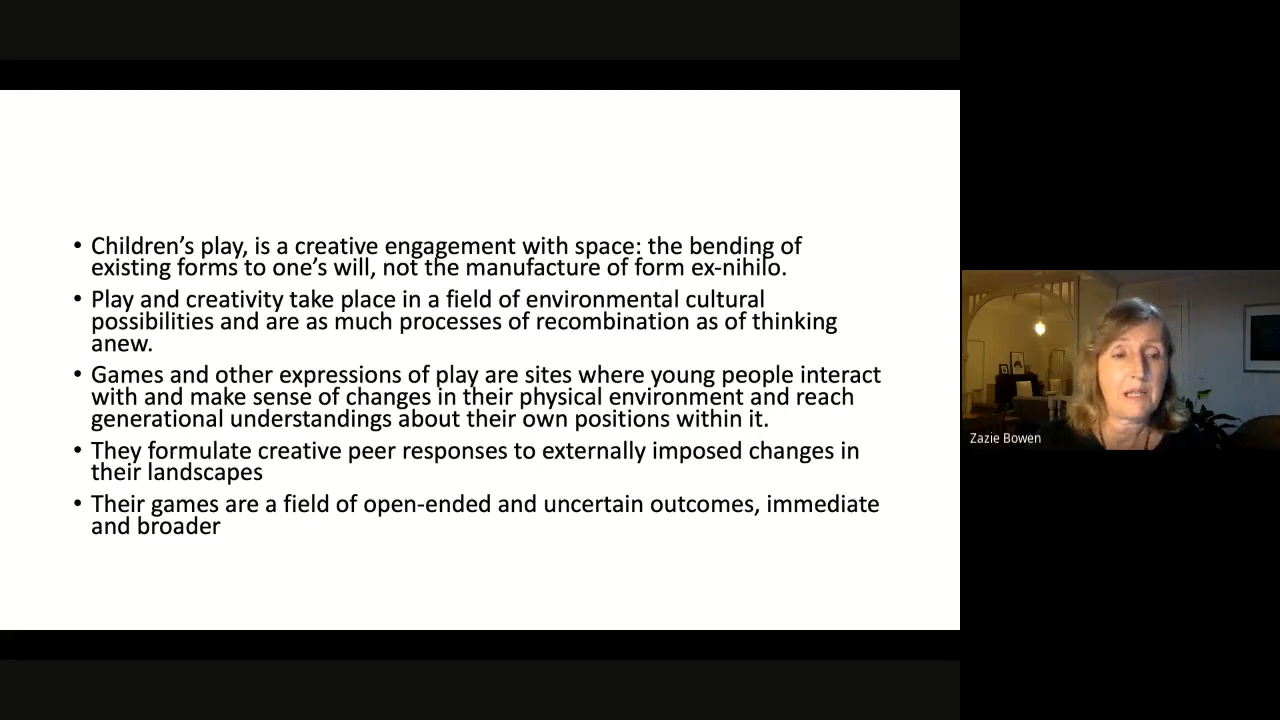 • Children’s play, is a creative engagement with space: the bending of
existing forms to one’s will, not the manufacture of form ex-nihilo.
• Play and creativity take place in a field of environmental cultural
possibilities and are as much processes of recombination as of thinking
anew.
• Games and other expressions of play are sites where young people interact
with and make sense of changes in their physical environment and reach
generational understandings about their own positions within it.
• They formulate creative peer responses to externally imposed changes in
their landscapes
• Their games are a field of open-ended and uncertain outcomes, immediate
and broader
Zazie Bowen